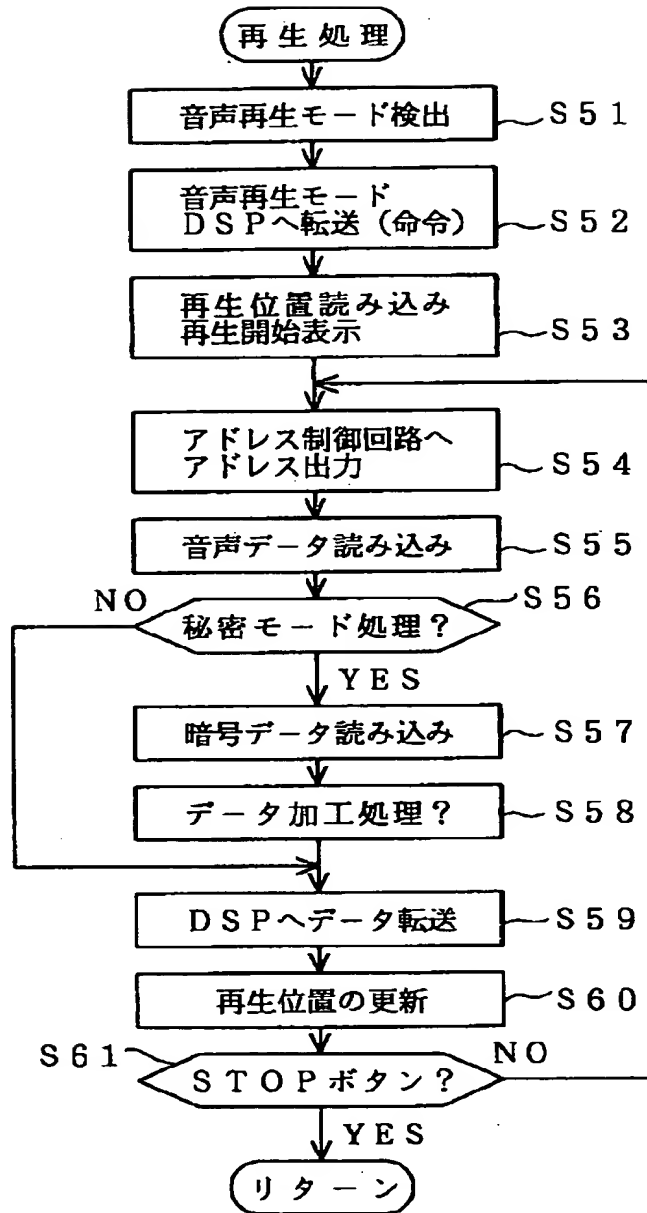 再生処理
音声再生モード検出
S51
音声再生モード
DSPへ転送（命令）
S52
再生位置読み込み
再生開始表示
S53
アドレス制御回路へ
アドレス出力
S54
音声データ読み込み
S55
NO
秘密モード処理？
S56
YES
暗号データ読み込み
S57
データ加工処理？
S58
DSPへデータ転送
S59
再生位置の更新
S60
S61
STOPボタン？
NO
YES
リターン